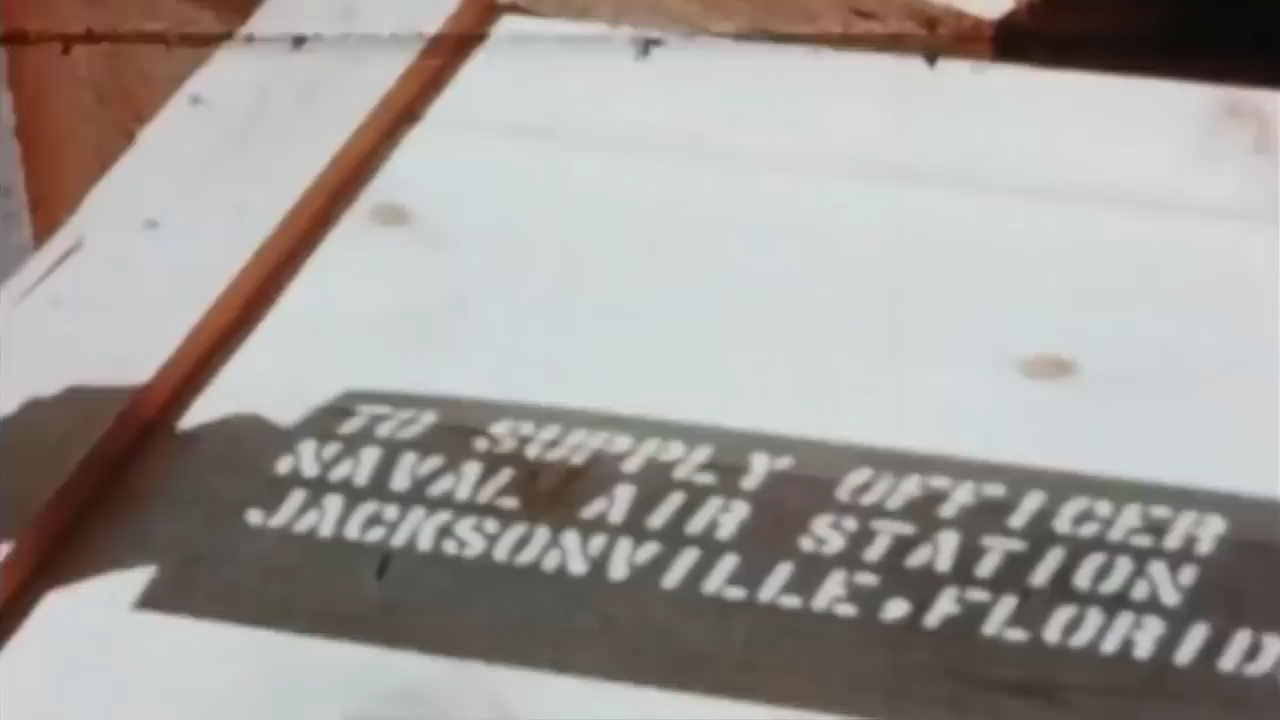 TO SUPPLY OFFICER
NAVAL AIR STATION
JACKSONVILLE, FLORID